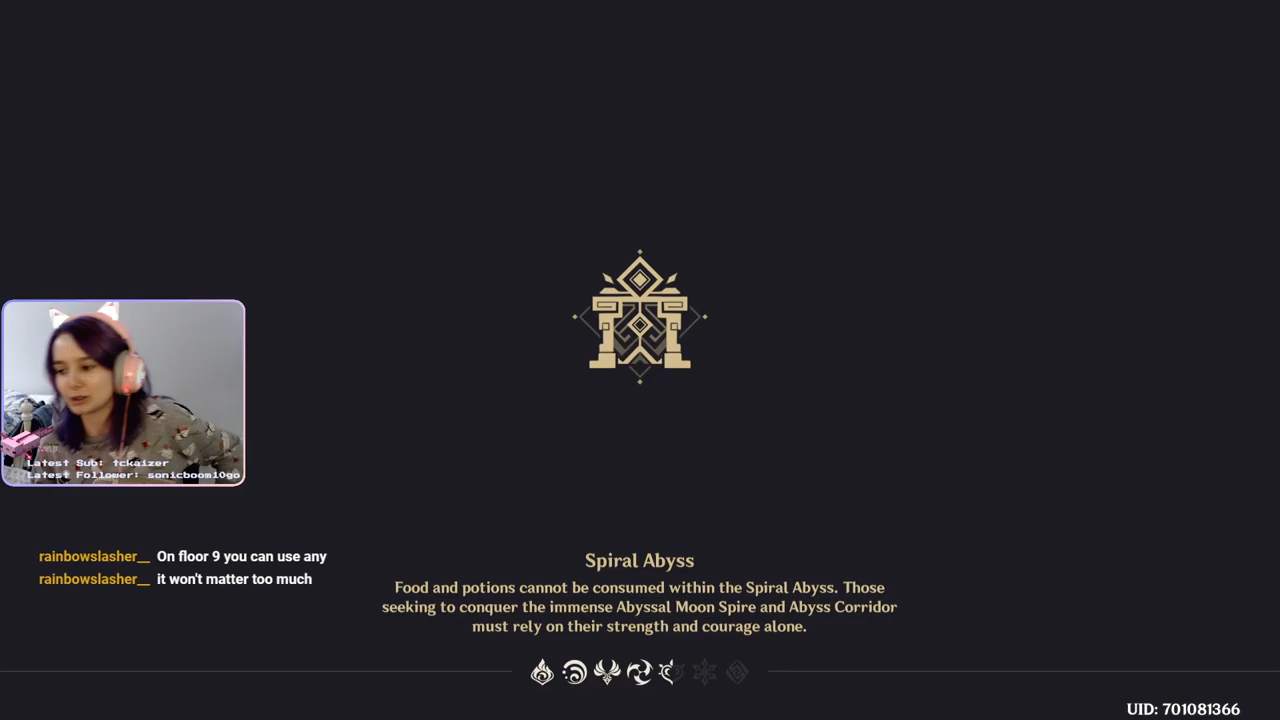 Latest Sub: tckaizer
Latest Follower: sonicboom10go
rainbowslasher__ On floor 9 you can use any
rainbowslasher__ it won't matter too much
Spiral Abyss
Food and potions cannot be consumed within the Spiral Abyss. Those
seeking to conquer the immense Abyssal Moon Spire and Abyss Corridor
must rely on their strength and courage alone.
UID: 701081366